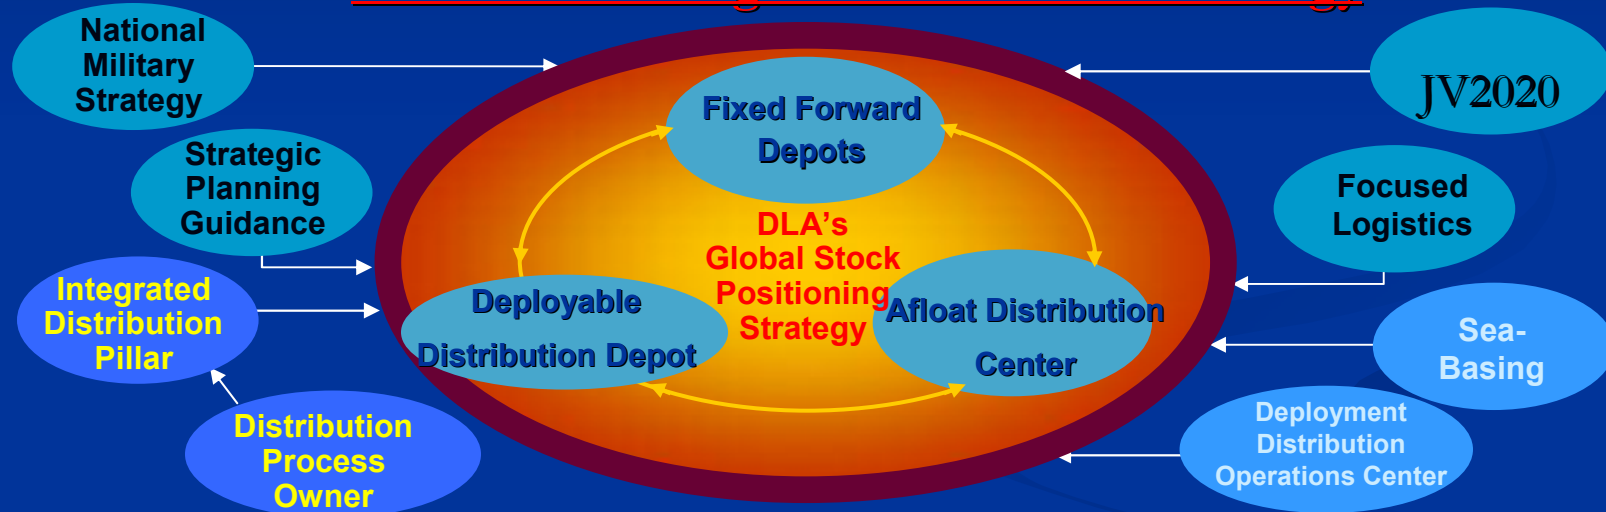 National
Military
Strategy
JV2020
Fixed Forward
Depots
Strategic
Planning
Guidance
Focused
Logistics
DLA's
Global Stock
Positioning
Strategy
Integrated
Distribution
Pillar
Deployable
Distribution Depot
Afloat Distribution
Center
Sea-
Basing
Distribution
Process
Owner
Deployment
Distribution
Operations Center